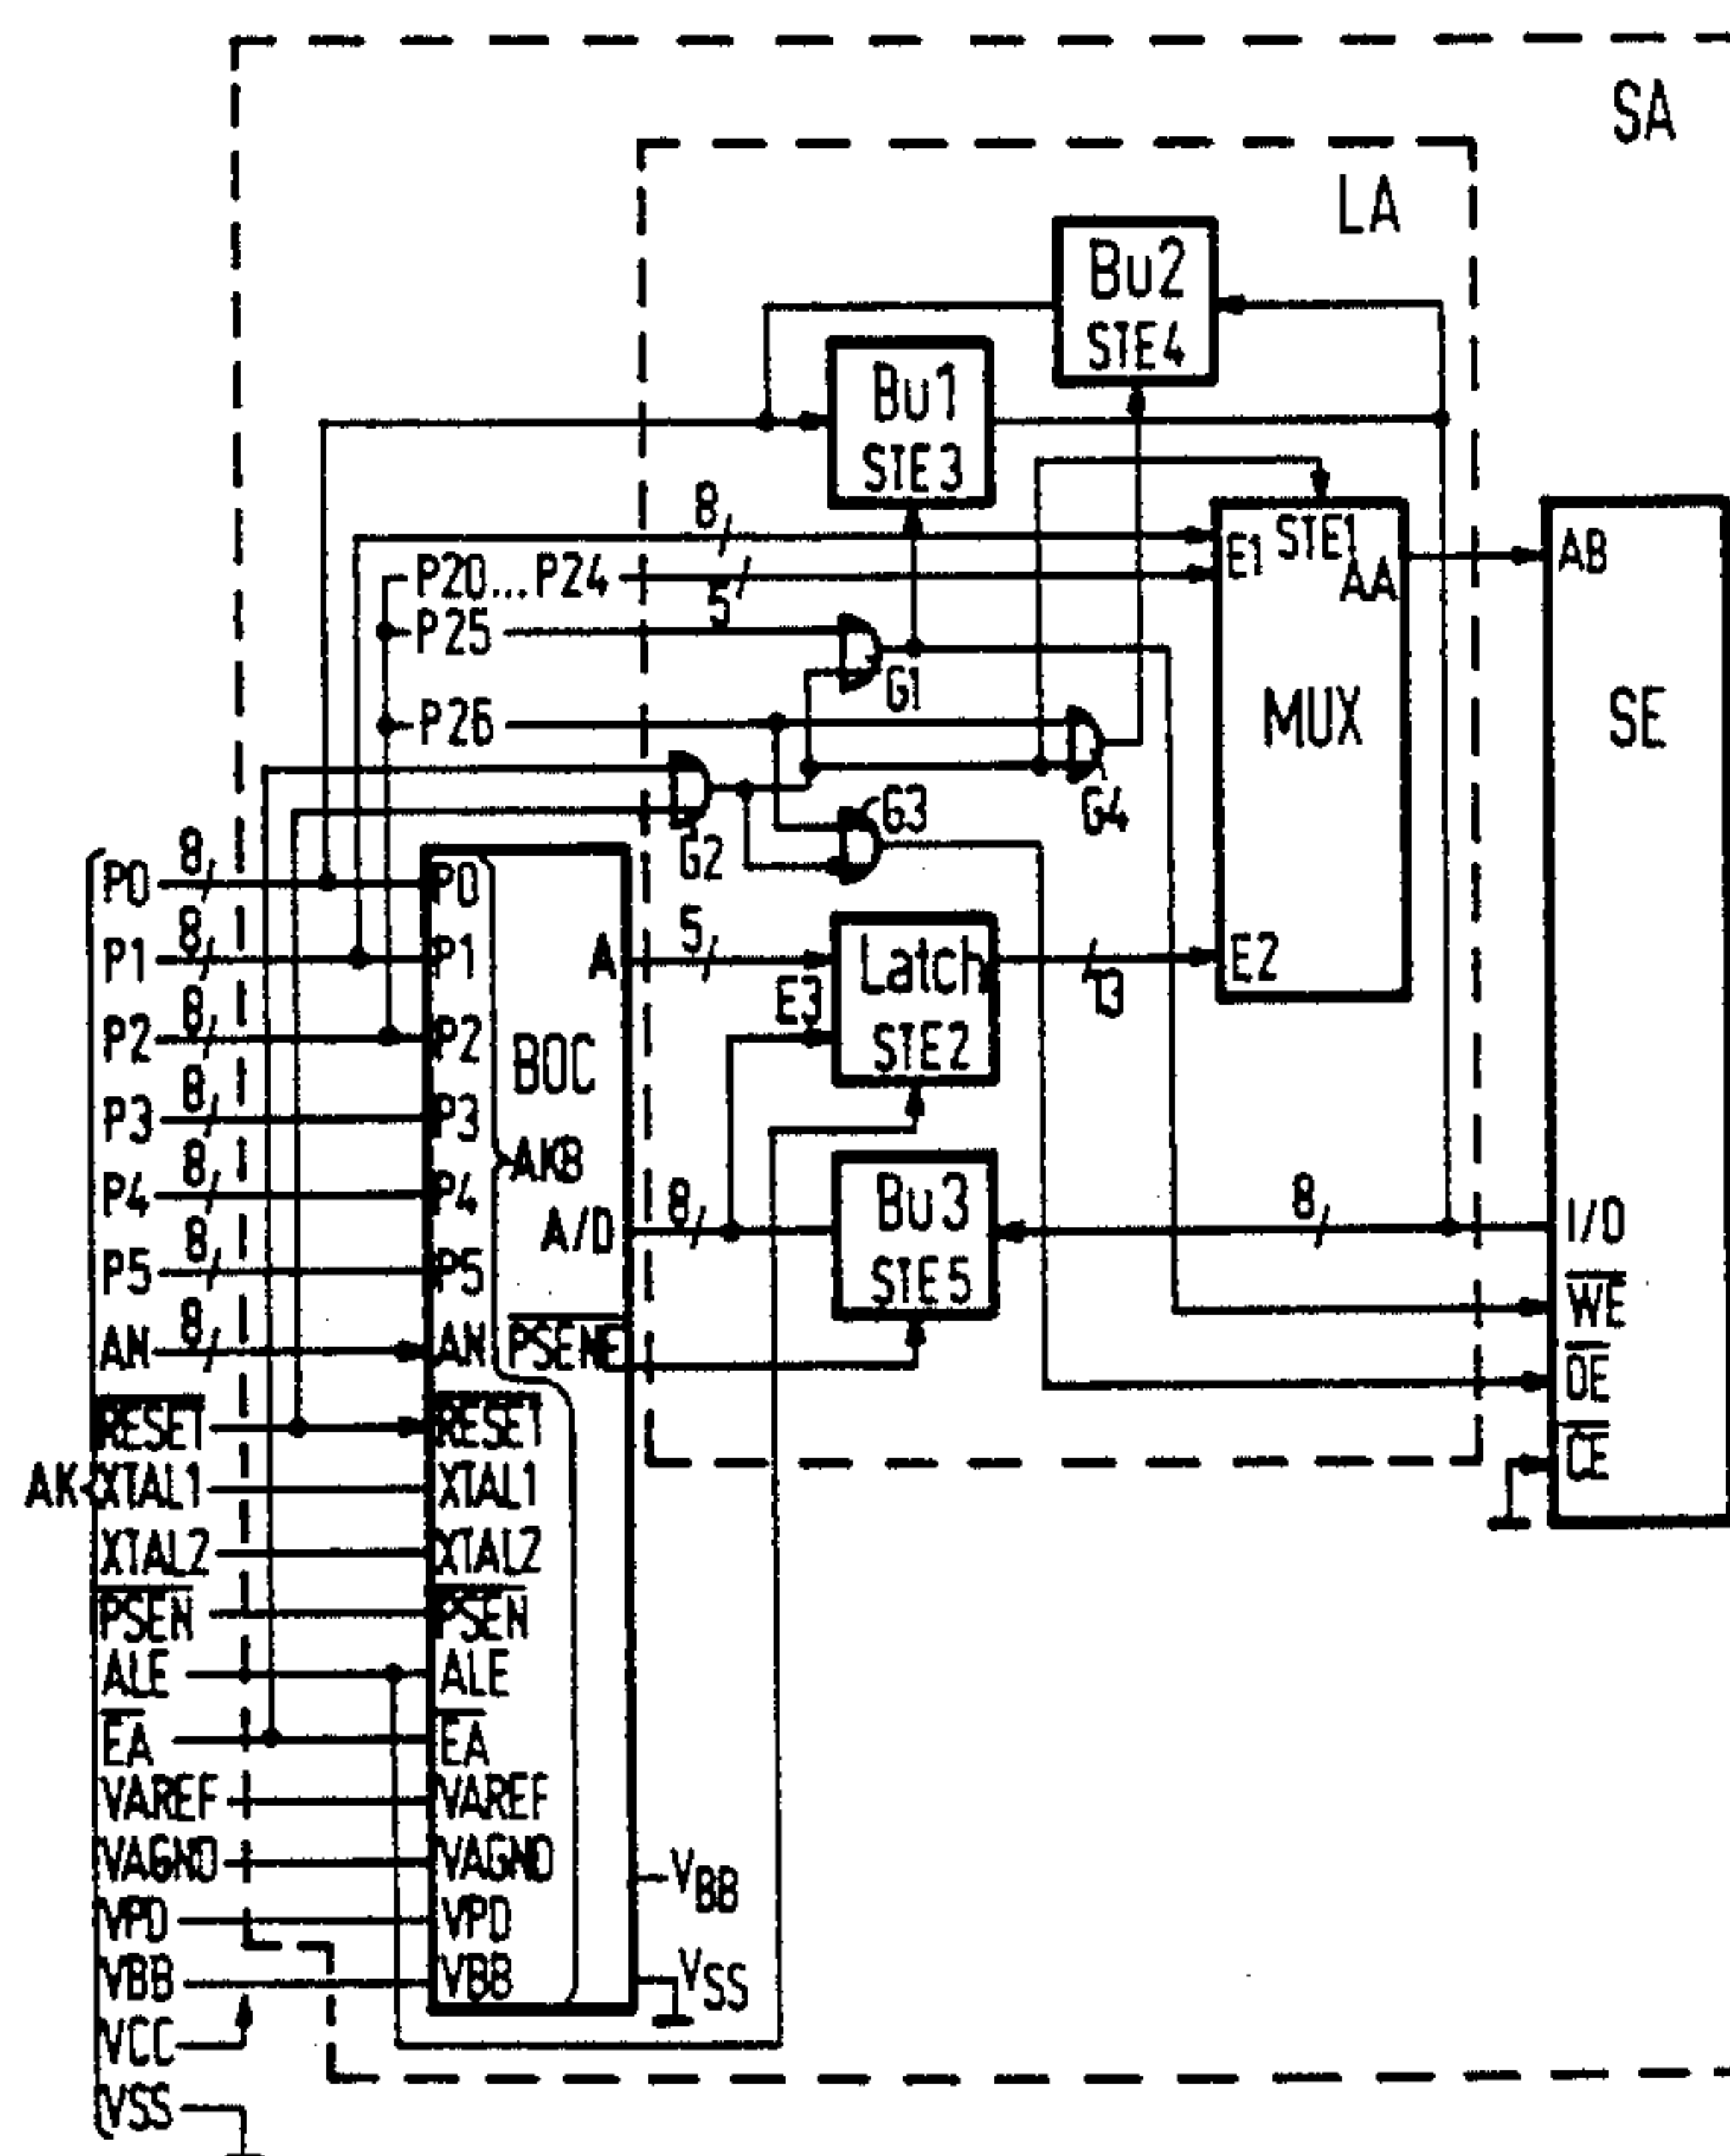 SA
LA
Bu2
STE4
Bu1
STE3
8
STE1
E1
AA
AB
P20...P24
5
P25
G1
P26
MUX
SE
G2
G3
G4
P0 8 P0
P1 8 P1
P2 8 P2
P3 8 P3
P4 8 P4
P5 8 P5
AN 8 AN
A 5
E3
Latch
STE2
13
E2
BOC
AK8
A/D 8
Bu3
STE5
8
I/O
WE
OE
CE
PSENE
RESET RESET
AK
XTAL1 XTAL1
XTAL2 XTAL2
PSEN PSEN
ALE ALE
EA EA
VAREF VAREF
VAGND VAGND
VPD VPD
VBB VBB
VCC
VSS
VBB
VSS